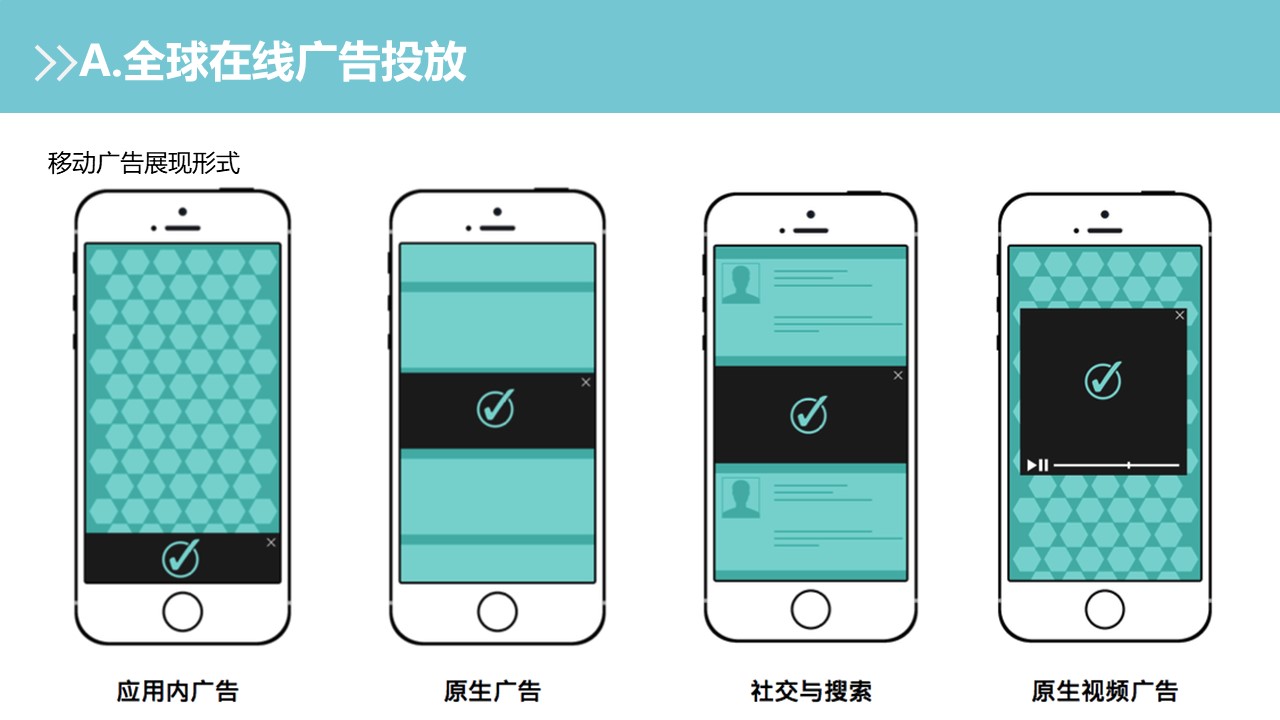 A.全球在线广告投放
移动广告展现形式
应用内广告
原生广告
社交与搜索
原生视频广告